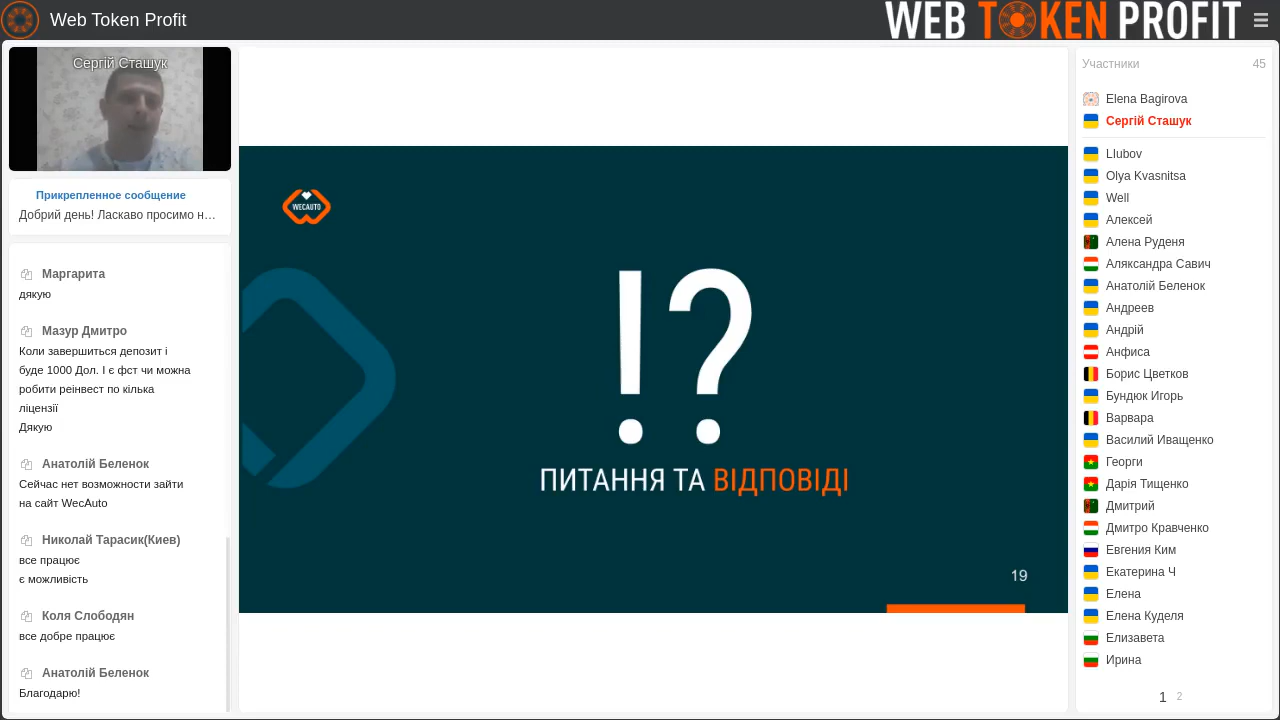 Web Token Profit
WEB TOKEN PROFIT
Сергій Сташук
Прикрепленное сообщение
Добрий день! Ласкаво просимо н…
Маргарита
дякую
Мазур Дмитро
Коли завершиться депозит і
буде 1000 Дол. І є фст чи можна
робити реінвест по кілька
ліцензії
Дякую
Анатолій Беленок
Сейчас нет возможности зайти
на сайт WecAuto
Николай Тарасик(Киев)
все працює
є можливість
Коля Слободян
все добре працює
Анатолій Беленок
Благодарю!
WECAUTO
!?
ПИТАННЯ ТА ВІДПОВІДІ
19
Участники 45
Elena Bagirova
Сергій Сташук
LIubov
Olya Kvasnitsa
Well
Алексей
Алена Руденя
Аляксандра Савич
Анатолій Беленок
Андреев
Андрій
Анфиса
Борис Цветков
Бундюк Игорь
Варвара
Василий Иващенко
Георги
Дарія Тищенко
Дмитрий
Дмитро Кравченко
Евгения Ким
Екатерина Ч
Елена
Елена Куделя
Елизавета
Ирина
1 2